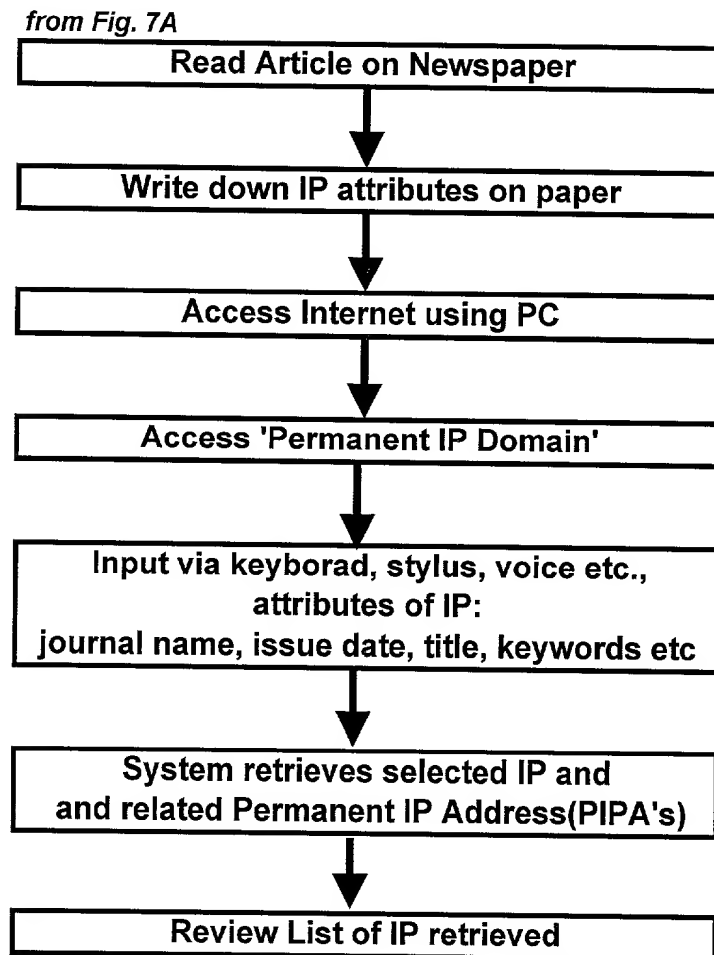 from Fig. 7A
Read Article on Newspaper
Write down IP attributes on paper
Access Internet using PC
Access 'Permanent IP Domain'
Input via keyborad, stylus, voice etc.,
attributes of IP:
journal name, issue date, title, keywords etc
System retrieves selected IP and
and related Permanent IP Address(PIPA's)
Review List of IP retrieved